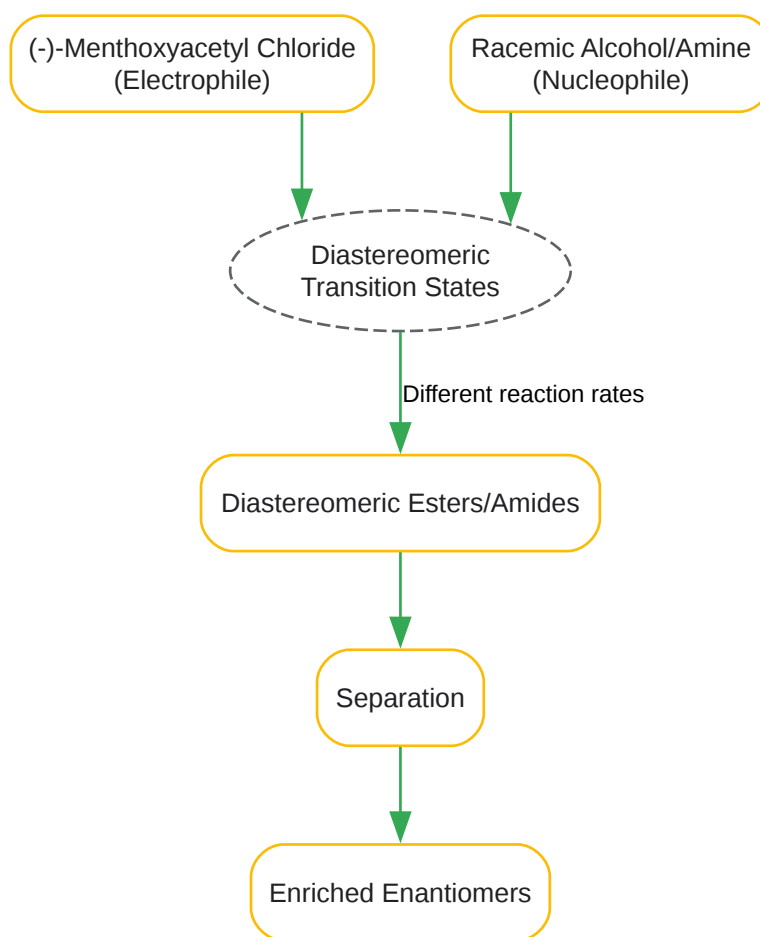 (-)-Menthoxyacetyl Chloride
(Electrophile)
Racemic Alcohol/Amine
(Nucleophile)
Diastereomeric
Transition States
Different reaction rates
Diastereomeric Esters/Amides
Separation
Enriched Enantiomers